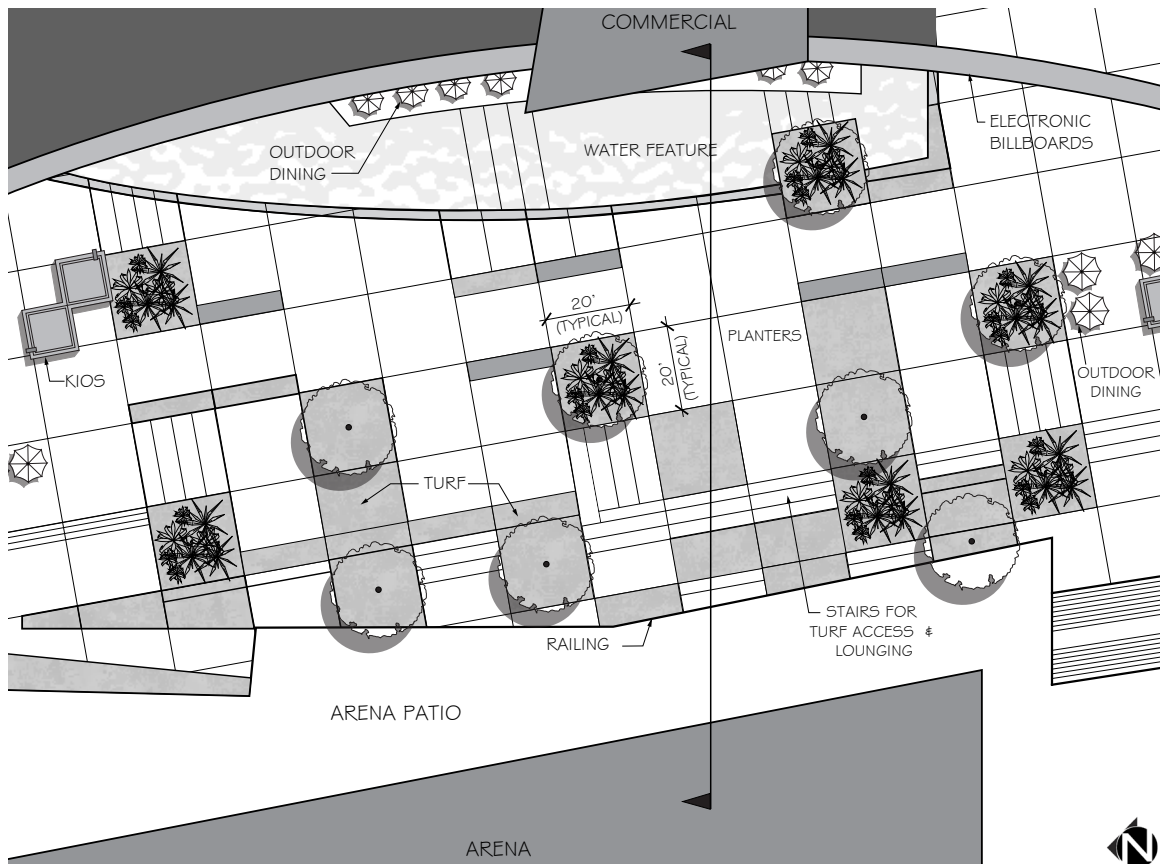 COMMERCIAL
ELECTRONIC
BILLBOARDS
OUTDOOR
DINING
WATER FEATURE
20'
(TYPICAL)
20'
(TYPICAL)
PLANTERS
KIOS
OUTDOOR
DINING
TURF
STAIRS FOR
TURF ACCESS &
LOUNGING
RAILING
ARENA PATIO
ARENA
N